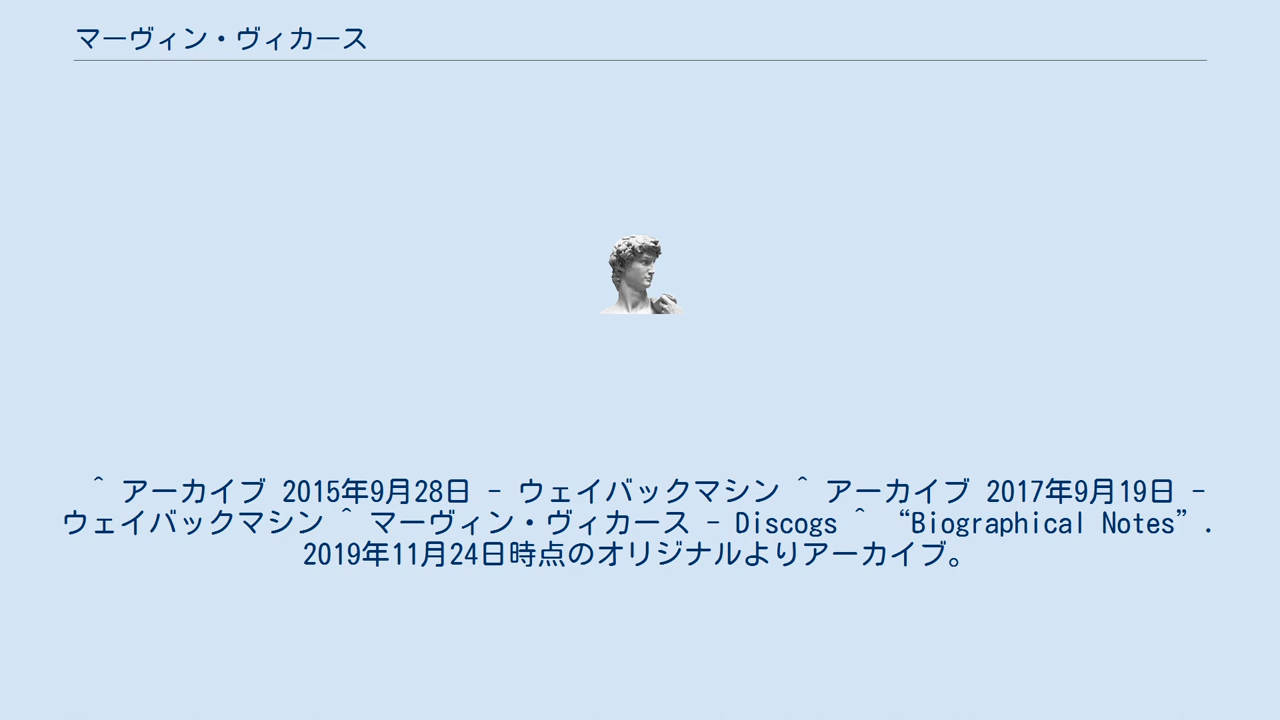 マーヴィン・ヴィカース
^ アーカイブ 2015年9月28日 - ウェイバックマシン ^ アーカイブ 2017年9月19日 -
ウェイバックマシン ^ マーヴィン・ヴィカース - Discogs ^ “Biographical Notes”.
2019年11月24日時点のオリジナルよりアーカイブ。